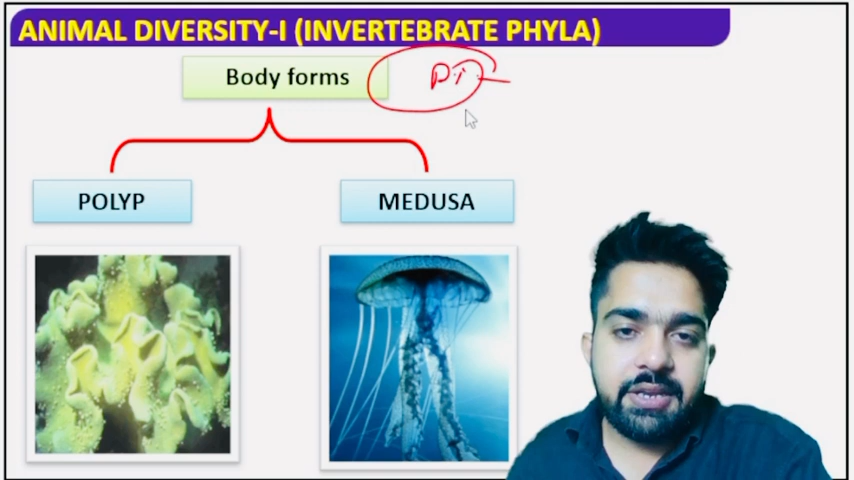 ANIMAL DIVERSITY-I (INVERTEBRATE PHYLA)
Body forms
POLYP
MEDUSA